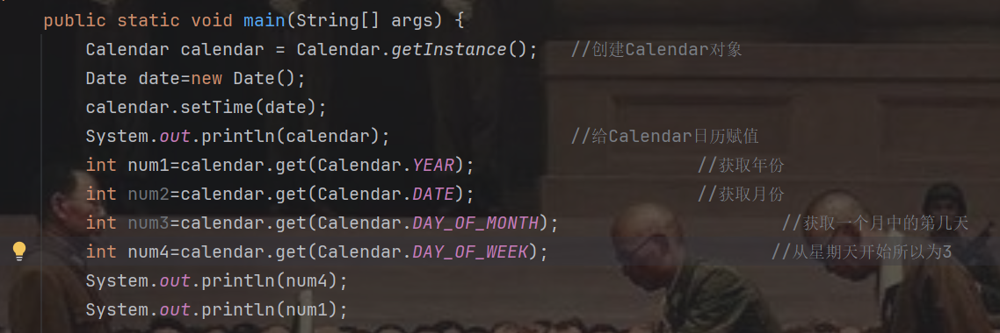 public static void main(String[] args) {
Calendar calendar = Calendar.getInstance();   //创建Calendar对象
Date date=new Date();
calendar.setTime(date);
System.out.println(calendar);                 //给Calendar日历赋值
int num1=calendar.get(Calendar.YEAR);                     //获取年份
int num2=calendar.get(Calendar.DATE);                     //获取月份
int num3=calendar.get(Calendar.DAY_OF_MONTH);                     //获取一个月中的第几天
int num4=calendar.get(Calendar.DAY_OF_WEEK);                     //从星期天开始所以为3
System.out.println(num4);
System.out.println(num1);